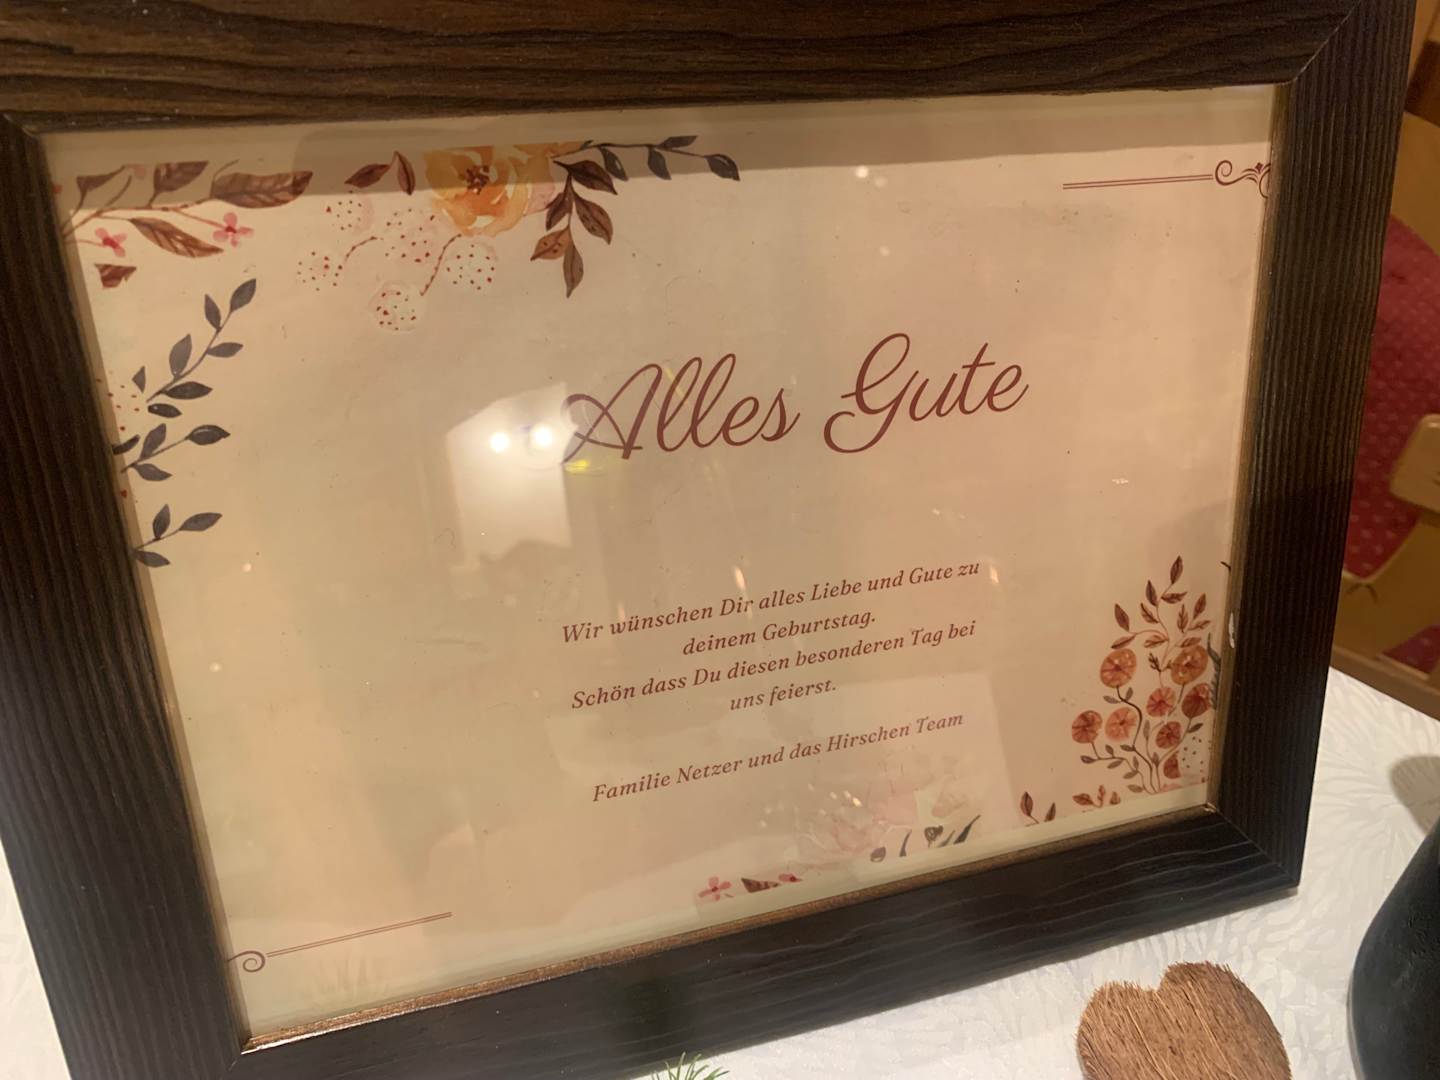 Alles Gute
Wir wünschen Dir alles Liebe und Gute zu
deinem Geburtstag.
Schön dass Du diesen besonderen Tag bei
uns feierst.
Familie Netzer und das Hirschen Team